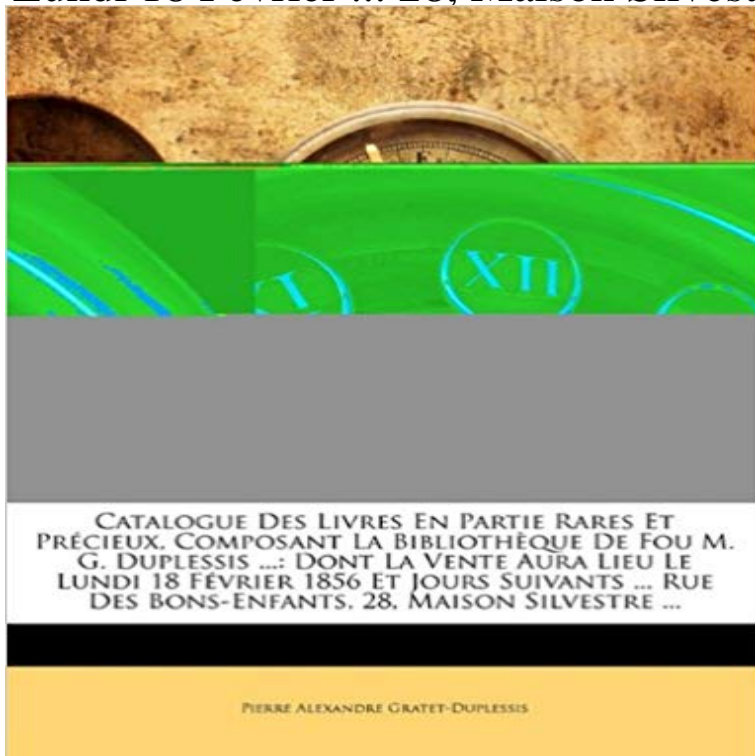 XII
XI
CATALOGUE DES LIVRES EN PARTIE RARES ET
PRÉCIEUX, COMPOSANT LA BIBLIOTHÈQUE DE FOU M.
G. DUPLESSIS ...: DONT LA VENTE AURA LIEU LE
LUNDI 18 FÉVRIER 1856 ET JOURS SUIVANTS ... RUE
DES BONS-ENFANTS, 28, MAISON SILVESTRE ...
PIERRE ALEXANDRE GRATET-DUPLESSIS